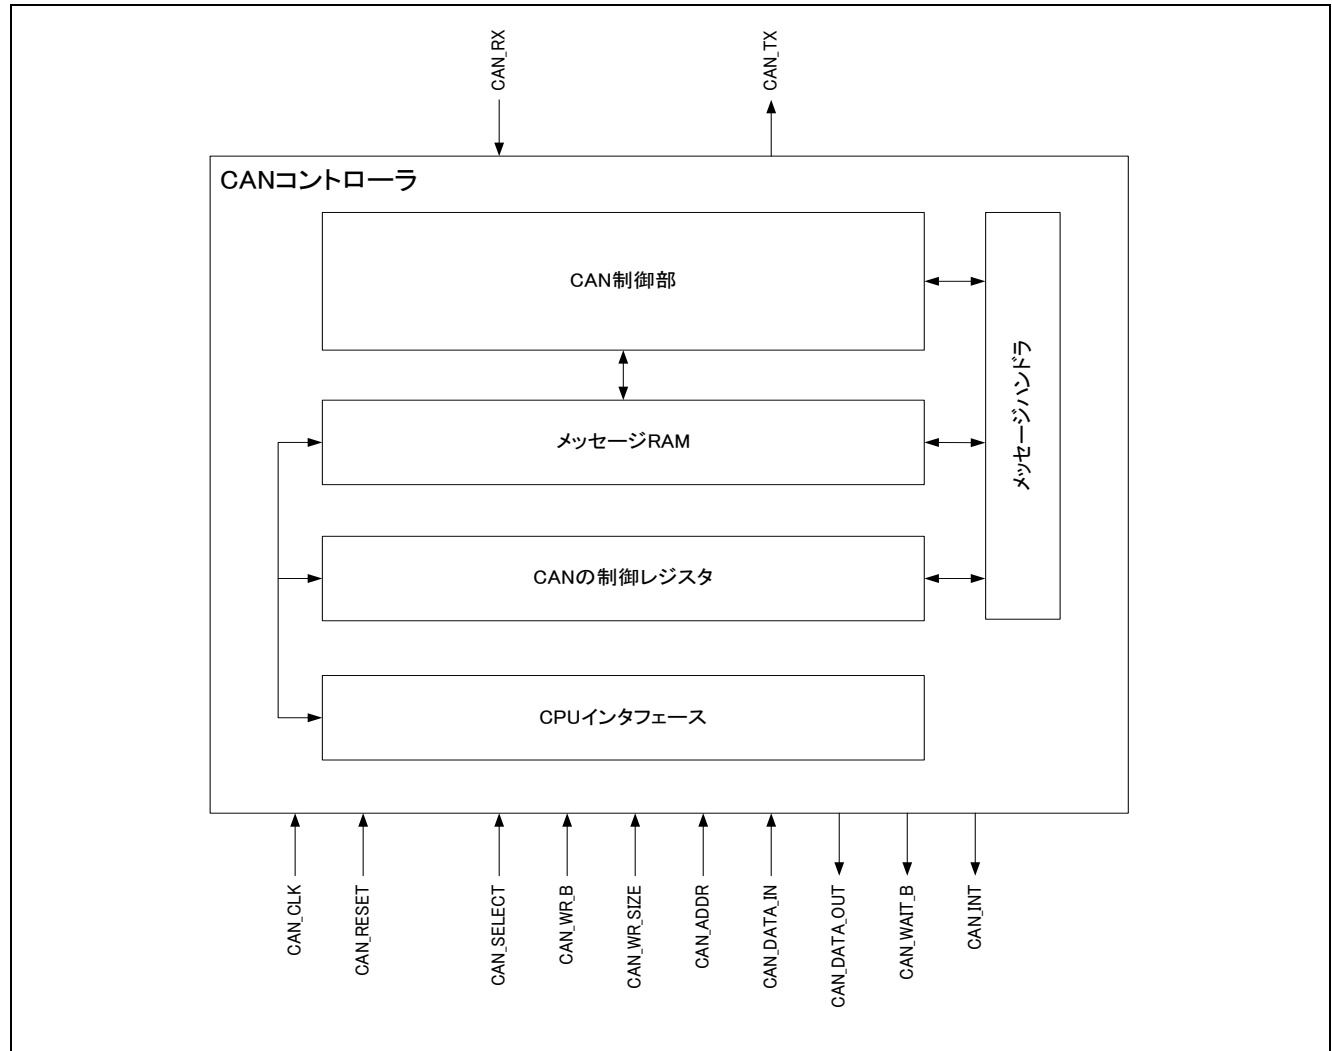 CAN_RX
CAN_TX
CANコントローラ
CAN制御部
メッセージハンドラ
メッセージRAM
CANの制御レジスタ
CPUインタフェース
CAN_CLK
CAN_RESET
CAN_SELECT
CAN_WR_B
CAN_WR_SIZE
CAN_ADDR
CAN_DATA_IN
CAN_DATA_OUT
CAN_WAIT_B
CAN_INT